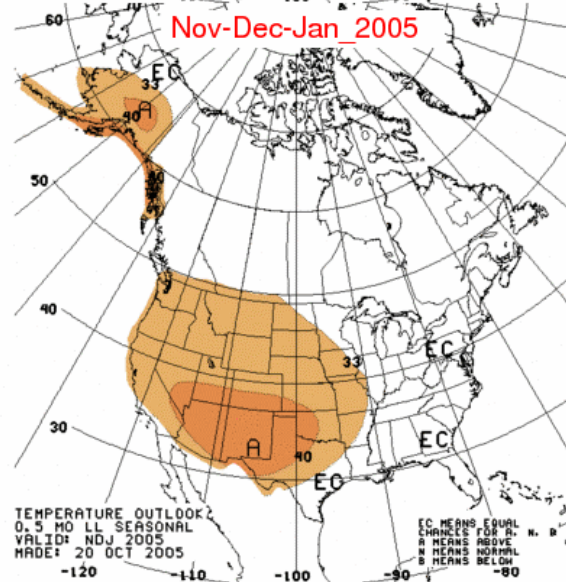 Nov-Dec-Jan_2005
60
70
EC
33
A
40
50
40
33
EC
30
A
40
EC
EC
TEMPERATURE OUTLOOK
0.5 MO LL SEASONAL
VALID: NDJ 2005
MADE: 20 OCT 2005
EC MEANS EQUAL
CHANCES FOR A, N, B
A MEANS ABOVE
N MEANS NORMAL
B MEANS BELOW
-120
-110
-100
-90
-80